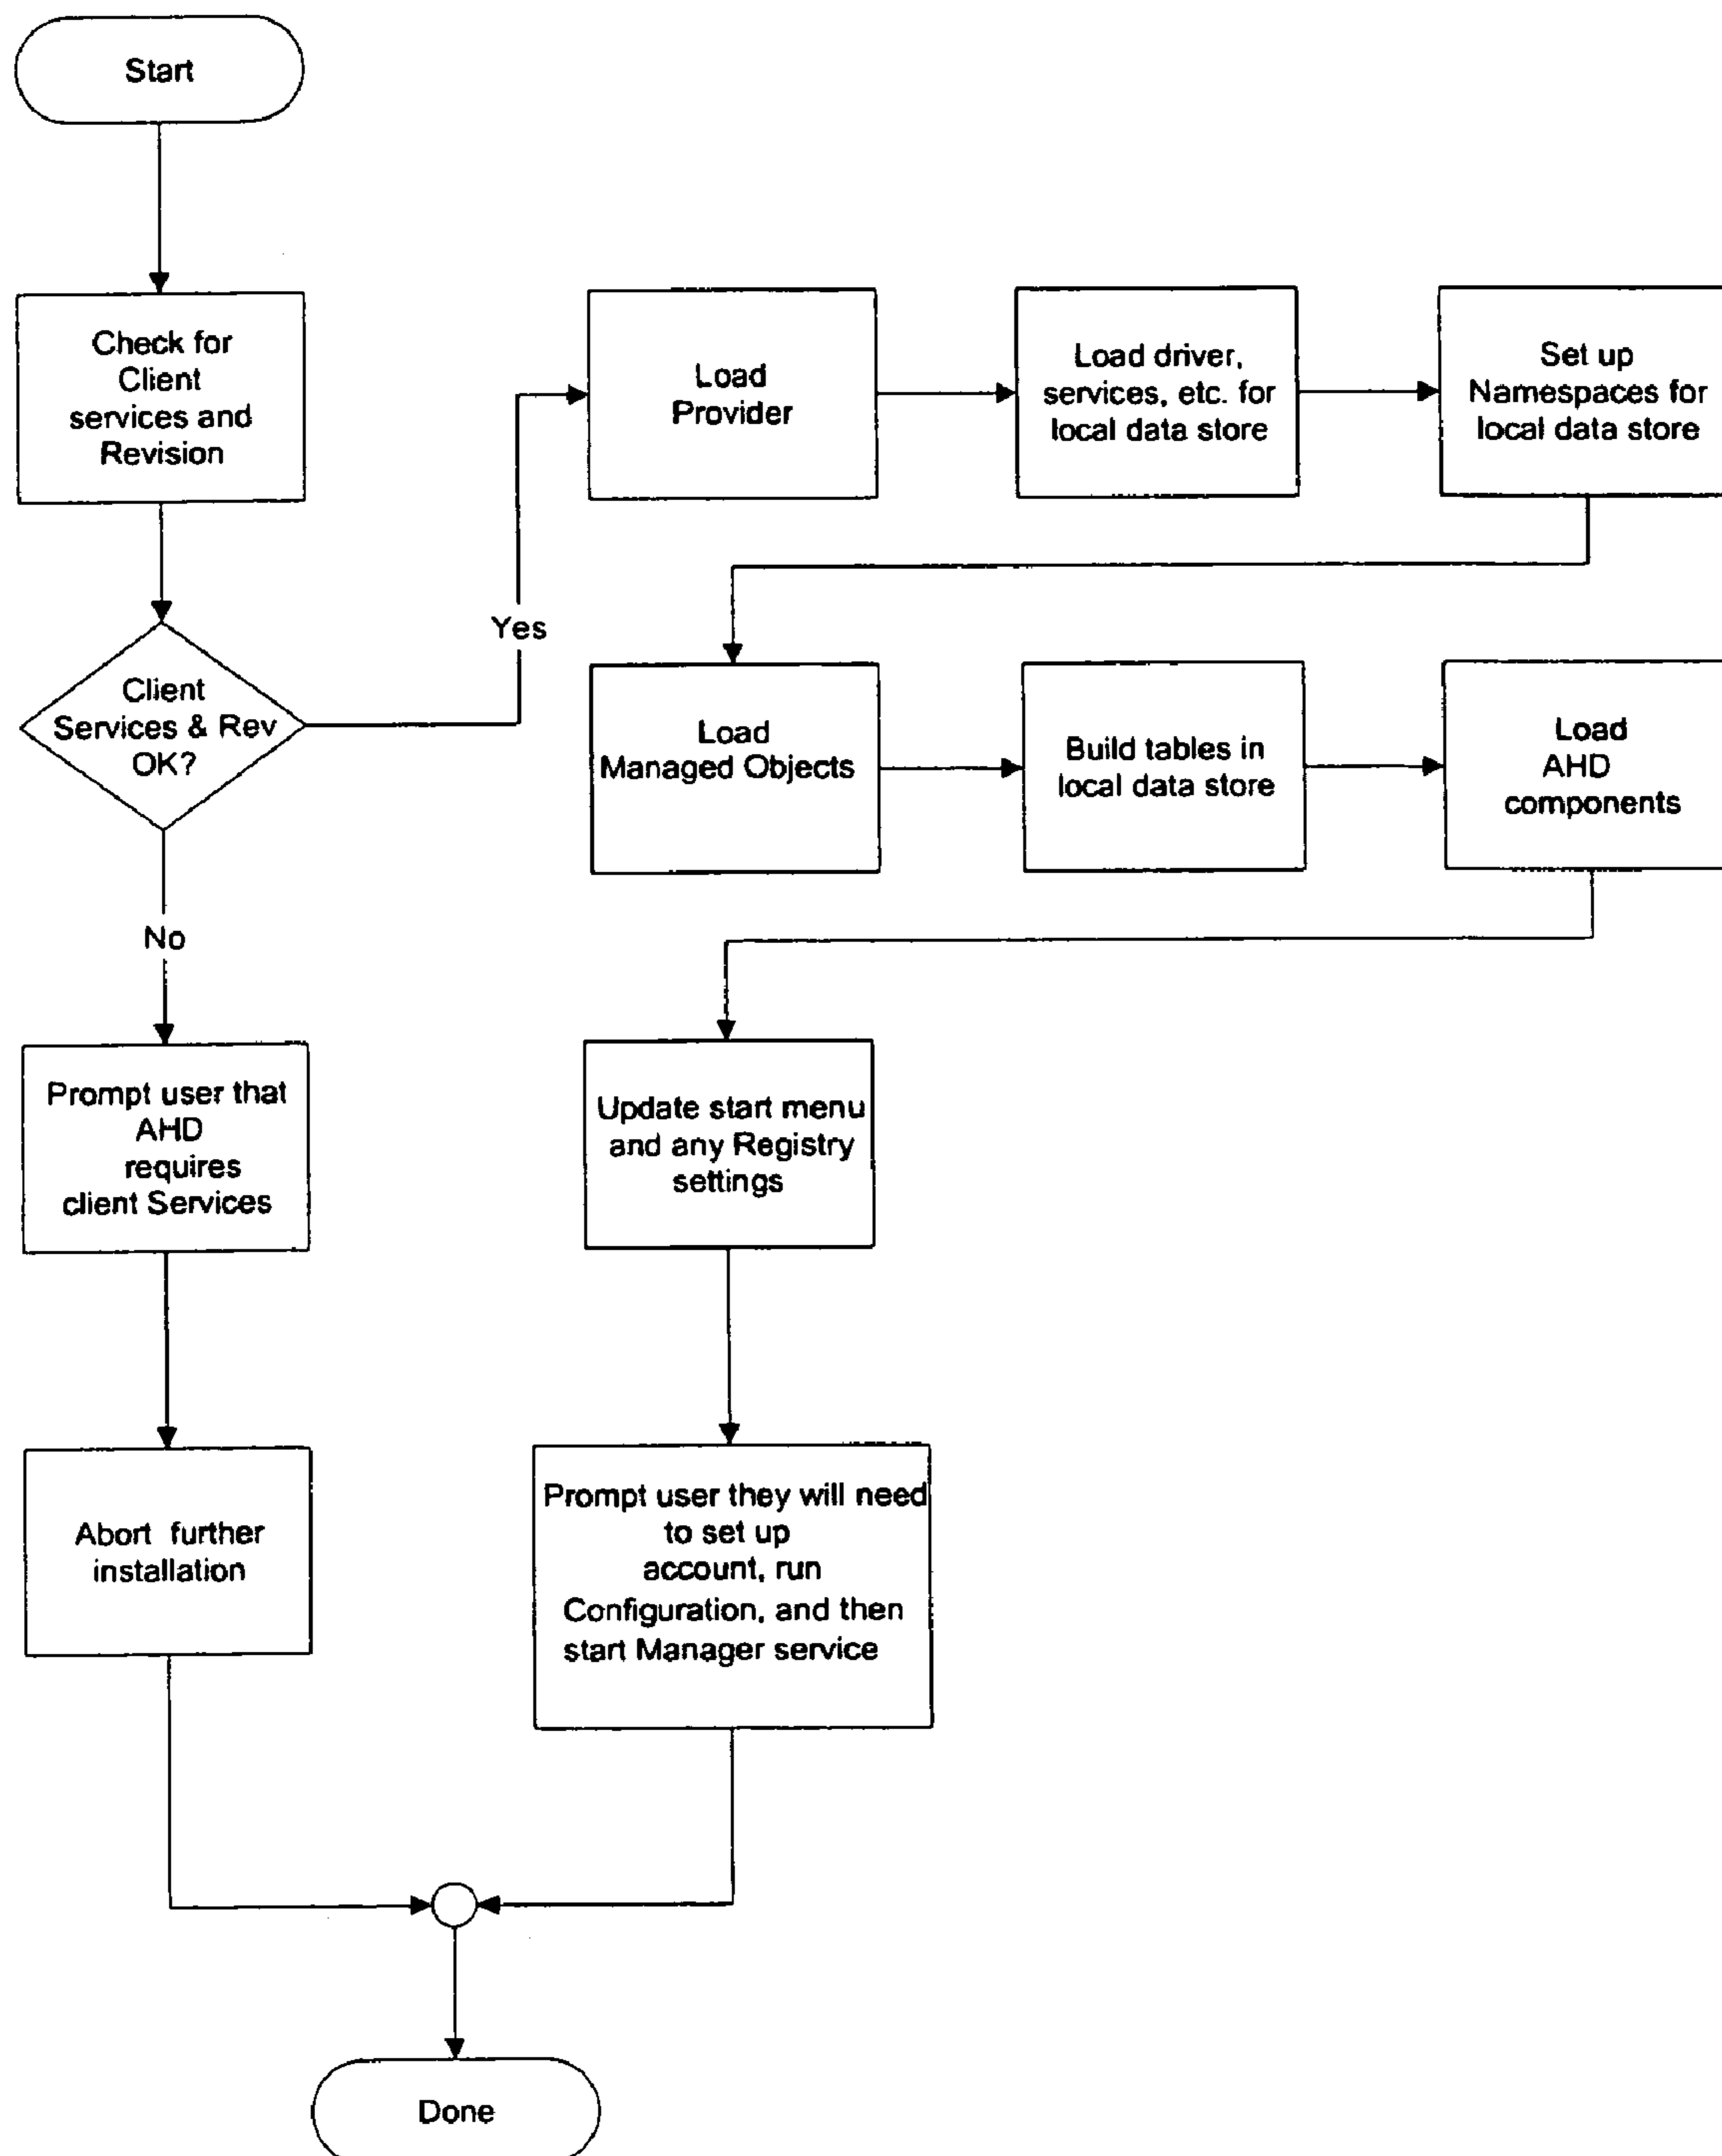 Start
Check for
Client
services and
Revision
Client
Services & Rev
OK?
Yes
No
Load
Provider
Load driver,
services, etc. for
local data store
Set up
Namespaces for
local data store
Load
Managed Objects
Build tables in
local data store
Load
AHD
components
Update start menu
and any Registry
settings
Prompt user they will need
to set up
account, run
Configuration, and then
start Manager service
Prompt user that
AHD
requires
client Services
Abort further
installation
Done